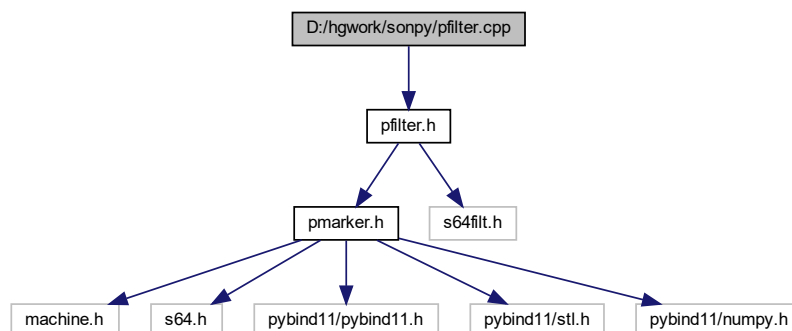 D:/hgwork/sonpy/pfilter.cpp
pfilter.h
pmarker.h
s64filt.h
machine.h
s64.h
pybind11/pybind11.h
pybind11/stl.h
pybind11/numpy.h